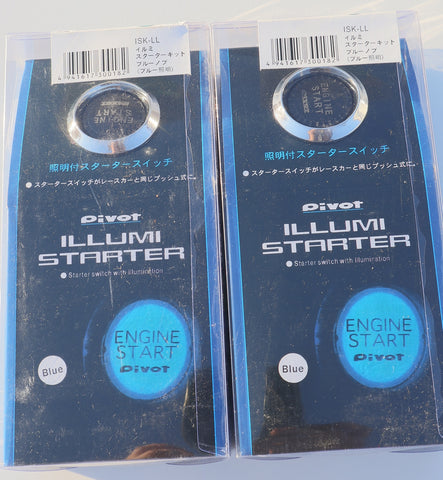 ISK-LL
イルミ
スターターキット
ブルーノブ
(ブルー照明)
4941617300182
ENGINE
START
Pivot
照明付スタータースイッチ
●スタータースイッチがレースカーと同じプッシュ式に。
Pivot
ILLUMI
STARTER
●Starter switch with illumination
ENGINE
START
Pivot
Blue
ISK-LL
イルミ
スターターキット
ブルーノブ
(ブルー照明)
4941617300182
ENGINE
START
Pivot
照明付スタータースイッチ
●スタータースイッチがレースカーと同じプッシュ式に。
Pivot
ILLUMI
STARTER
●Starter switch with illumination
ENGINE
START
Pivot
Blue